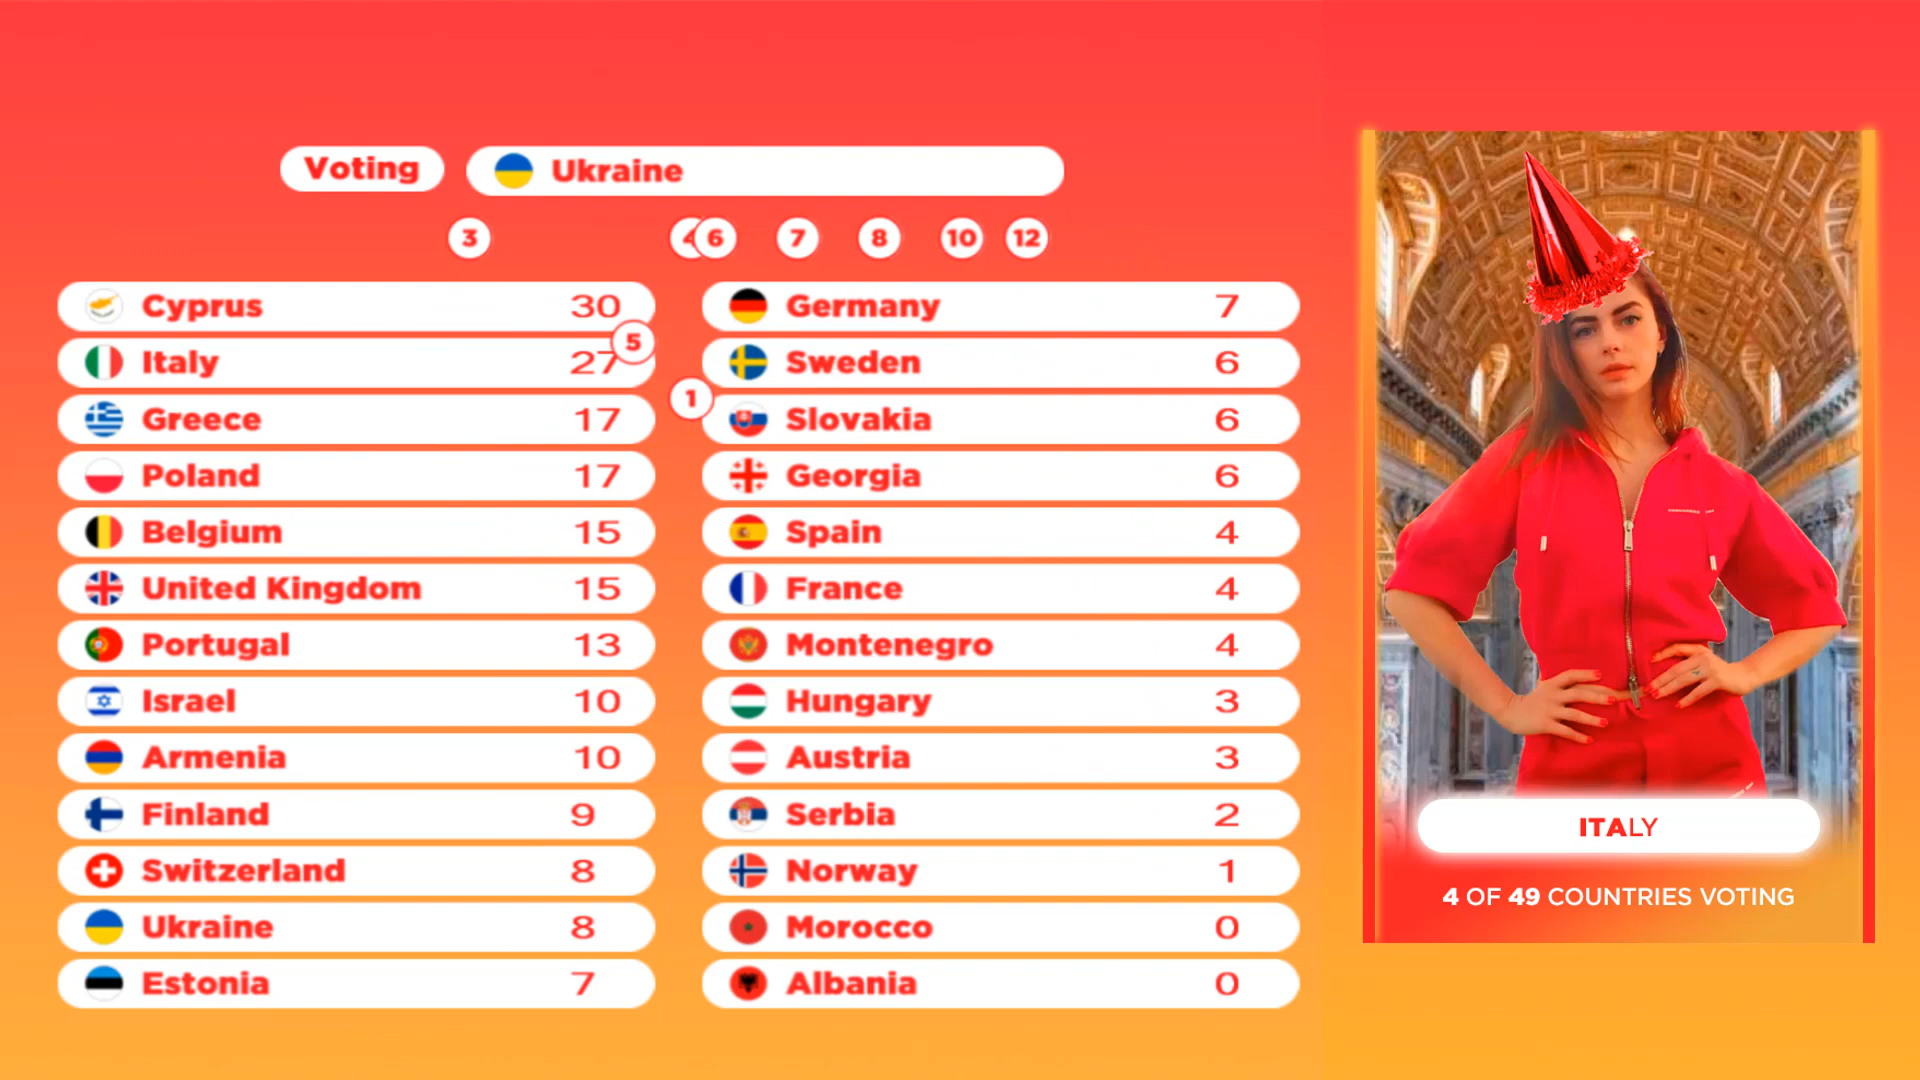 Voting
Ukraine
3 4 6 7 8 10 12
Cyprus 30
5
Italy 27
1
Greece 17
Poland 17
Belgium 15
United Kingdom 15
Portugal 13
Israel 10
Armenia 10
Finland 9
Switzerland 8
Ukraine 8
Estonia 7
Germany 7
Sweden 6
Slovakia 6
Georgia 6
Spain 4
France 4
Montenegro 4
Hungary 3
Austria 3
Serbia 2
Norway 1
Morocco 0
Albania 0
ITALY
4 OF 49 COUNTRIES VOTING